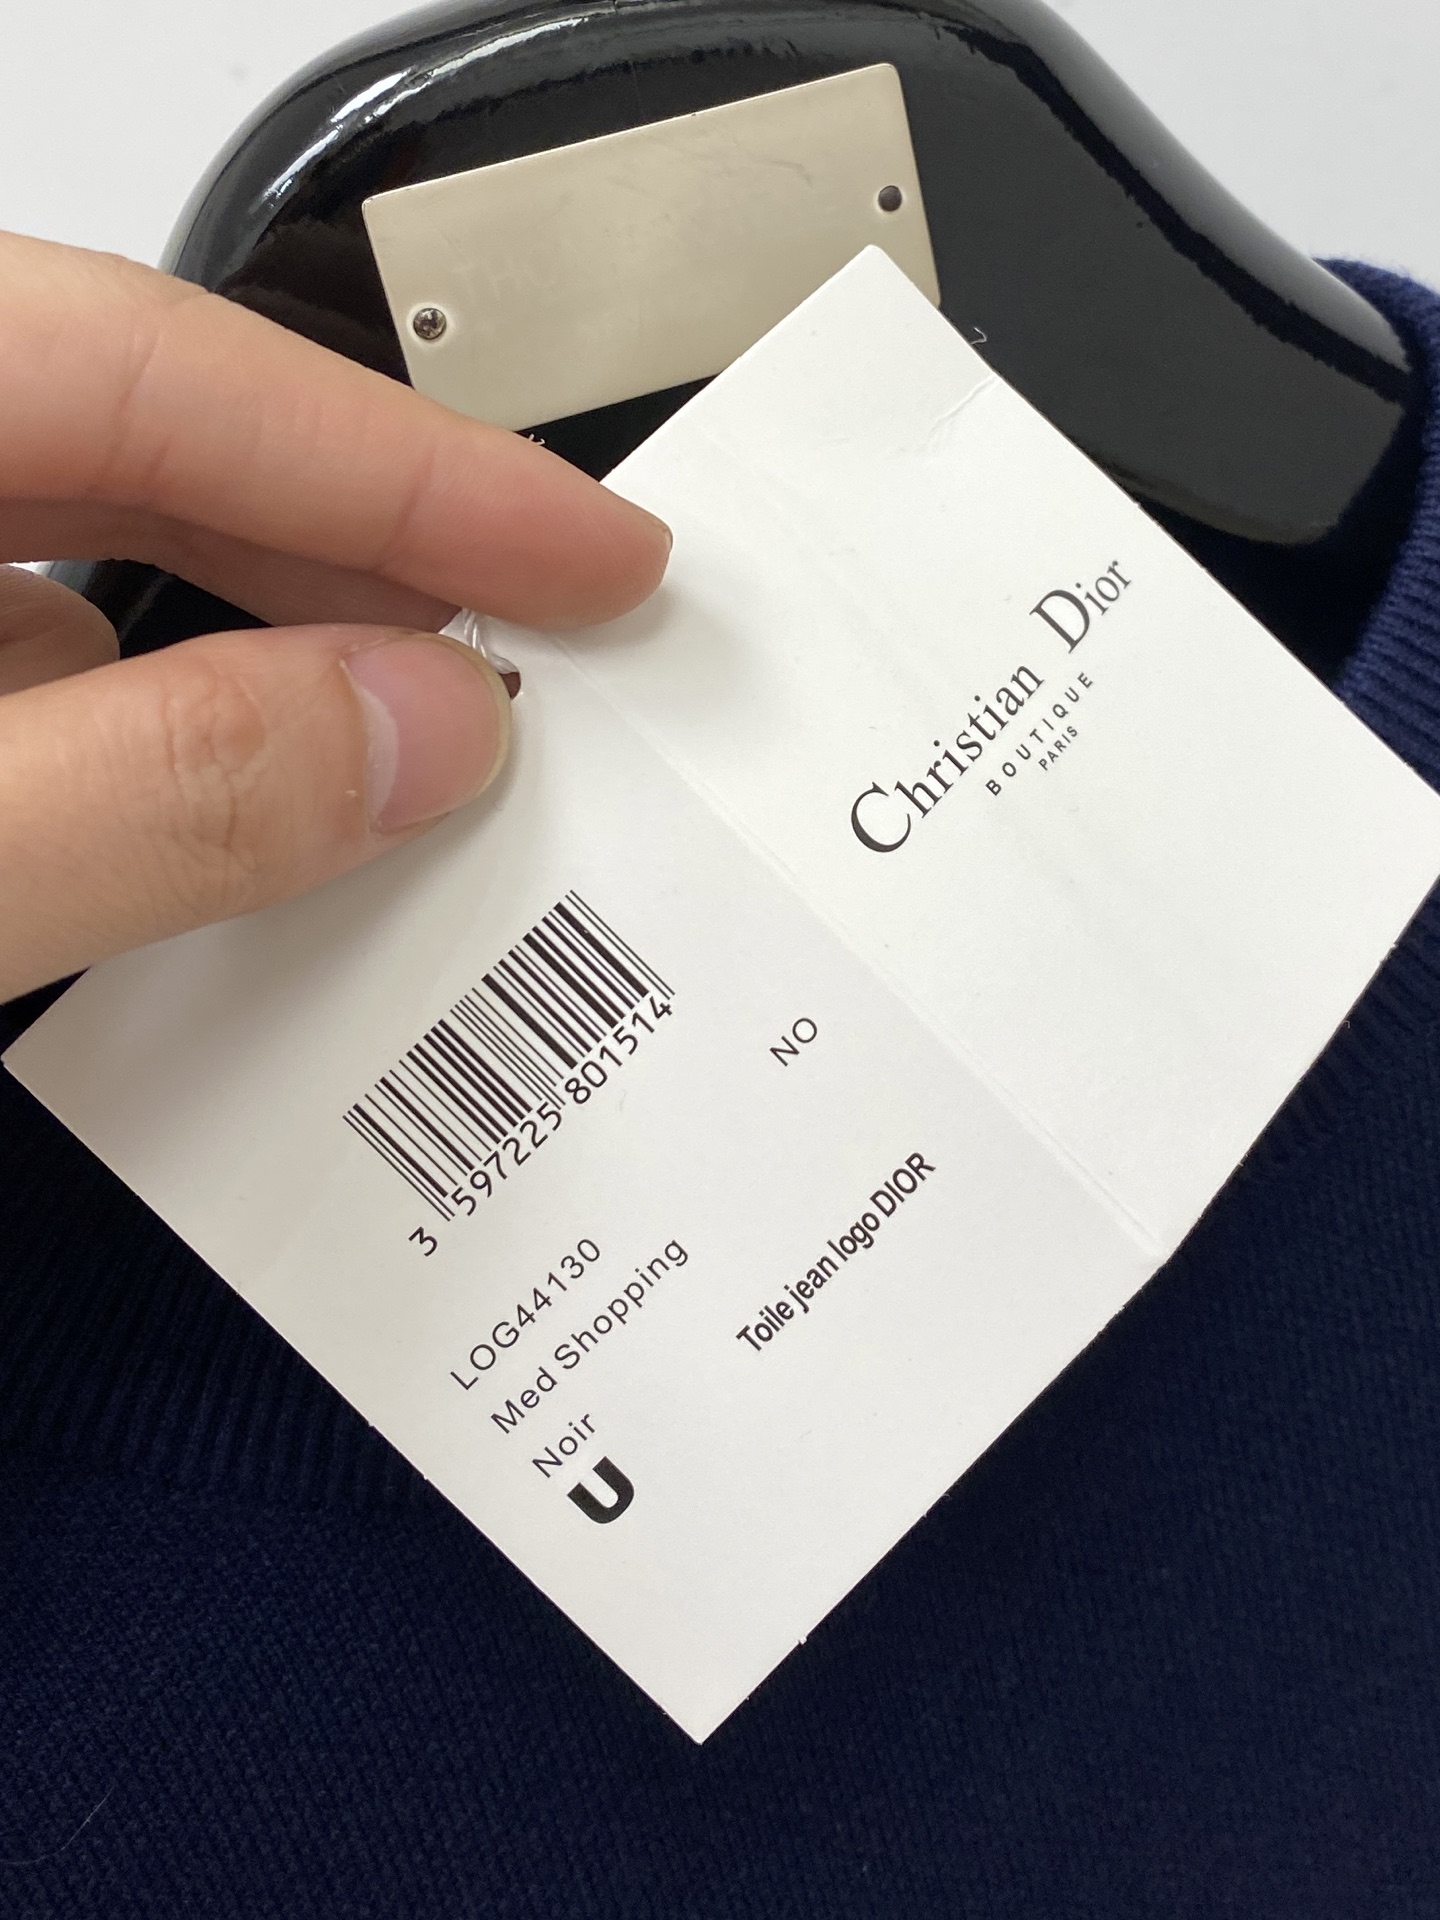 Christian Dior
BOUTIQUE
PARIS
3 597225 801514
NO
LOG44130
Med Shopping
Noir
U
Toile jean logo DIOR